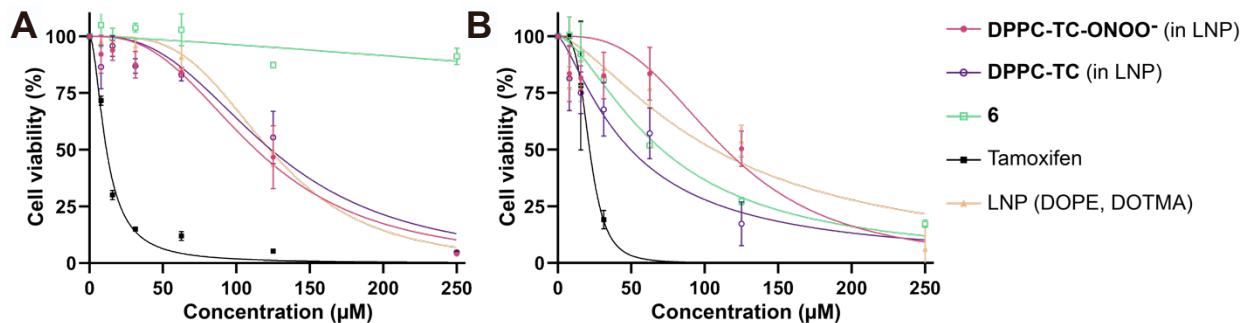 A
Cell viability (%)
100
75
50
25
0
0 50 100 150 200 250
Concentration (µM)
B
Cell viability (%)
100
75
50
25
0
0 50 100 150 200 250
Concentration (µM)
DPPC-TC-ONOO⁻ (in LNP)
DPPC-TC (in LNP)
6
Tamoxifen
LNP (DOPE, DOTMA)